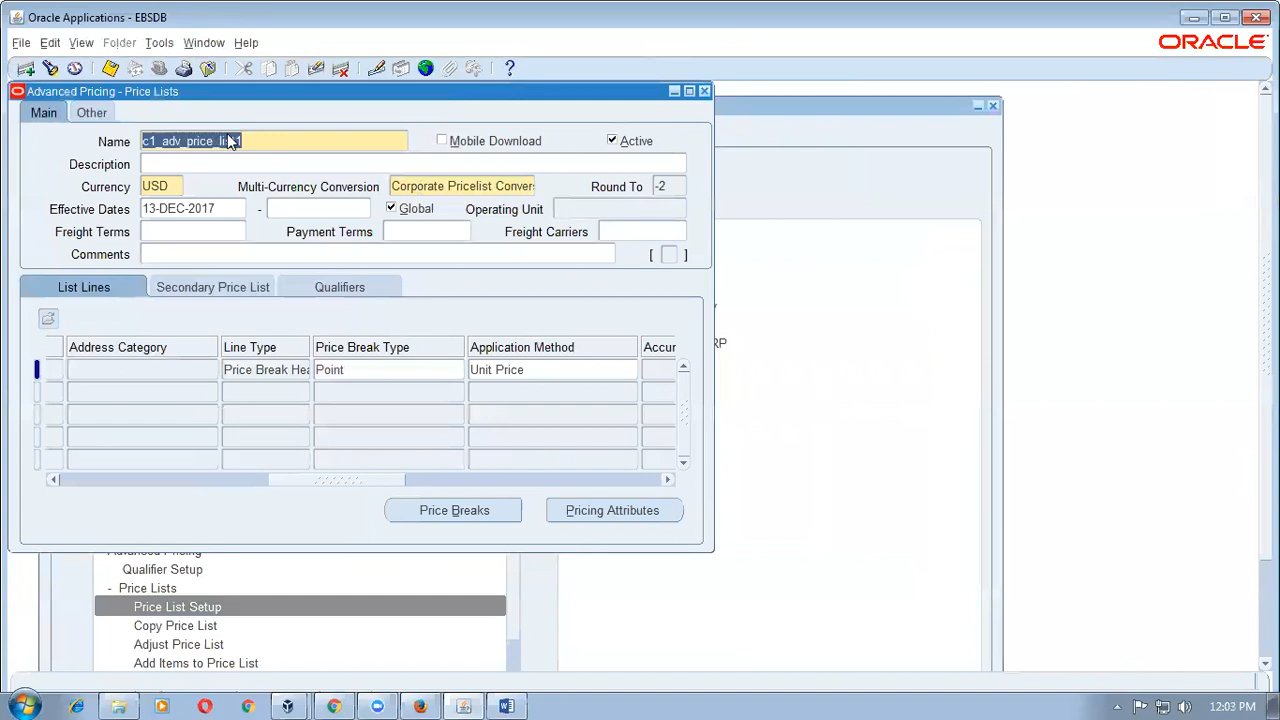 Oracle Applications - EBSDB
File Edit View Folder Tools Window Help
ORACLE
Advanced Pricing - Price Lists
Main Other
Name c1_adv_price_list1 Mobile Download Active
Description
Currency USD Multi-Currency Conversion Corporate Pricelist Conver: Round To -2
Effective Dates 13-DEC-2017 - Global Operating Unit
Freight Terms Payment Terms Freight Carriers
Comments [ ]
List Lines Secondary Price List Qualifiers
Address Category Line Type Price Break Type Application Method Accur
Price Break Hea Point Unit Price
RP
Price Breaks Pricing Attributes
Advanced Pricing
Qualifier Setup
- Price Lists
Price List Setup
Copy Price List
Adjust Price List
Add Items to Price List
12:03 PM